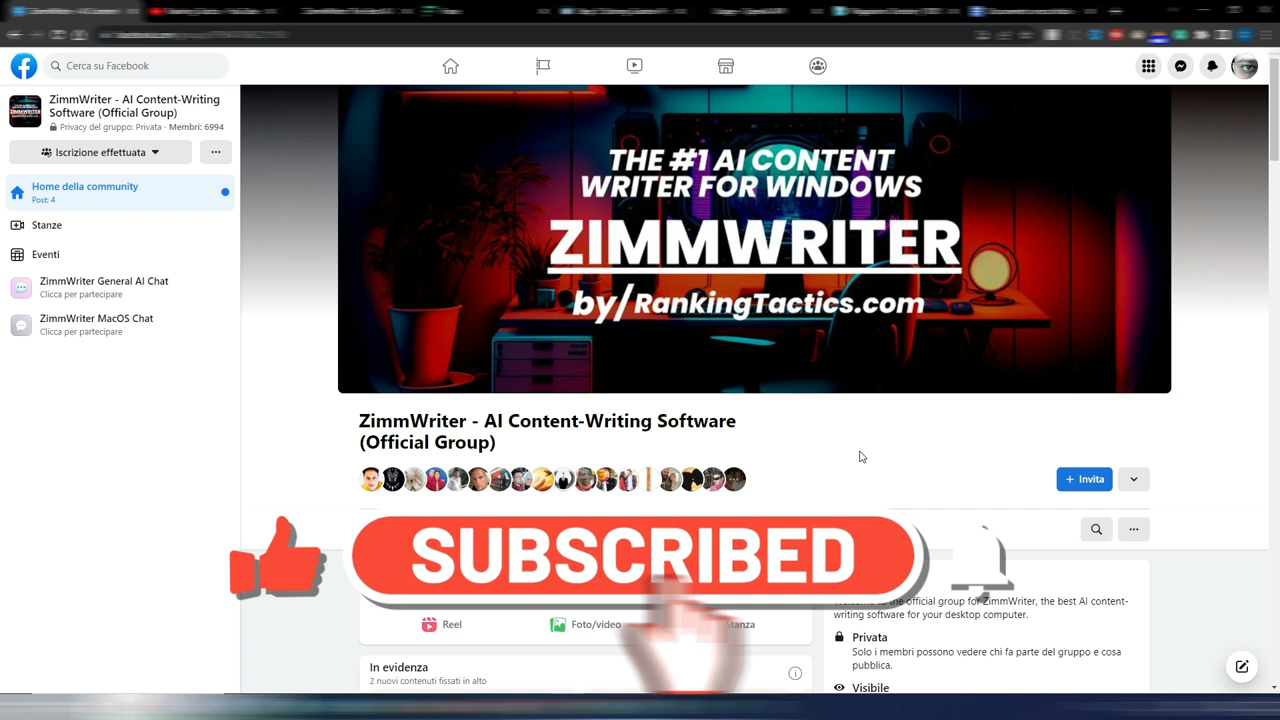 Cerca su Facebook
ZimmWriter - AI Content-Writing
Software (Official Group)
Privacy del gruppo: Privata · Membri: 6994
Iscrizione effettuata
Home della community
Post: 4
Stanze
Eventi
ZimmWriter General AI Chat
Clicca per partecipare
ZimmWriter MacOS Chat
Clicca per partecipare
THE #1 AI CONTENT
WRITER FOR WINDOWS
ZIMMWRITER
by/RankingTactics.com
ZimmWriter - AI Content-Writing Software
(Official Group)
+ Invita
SUBSCRIBED
Reel
Foto/video
Stanza
In evidenza
2 nuovi contenuti fissati in alto
Welcome to the official group for ZimmWriter, the best AI content-
writing software for your desktop computer.
Privata
Solo i membri possono vedere chi fa parte del gruppo e cosa
pubblica.
Visibile